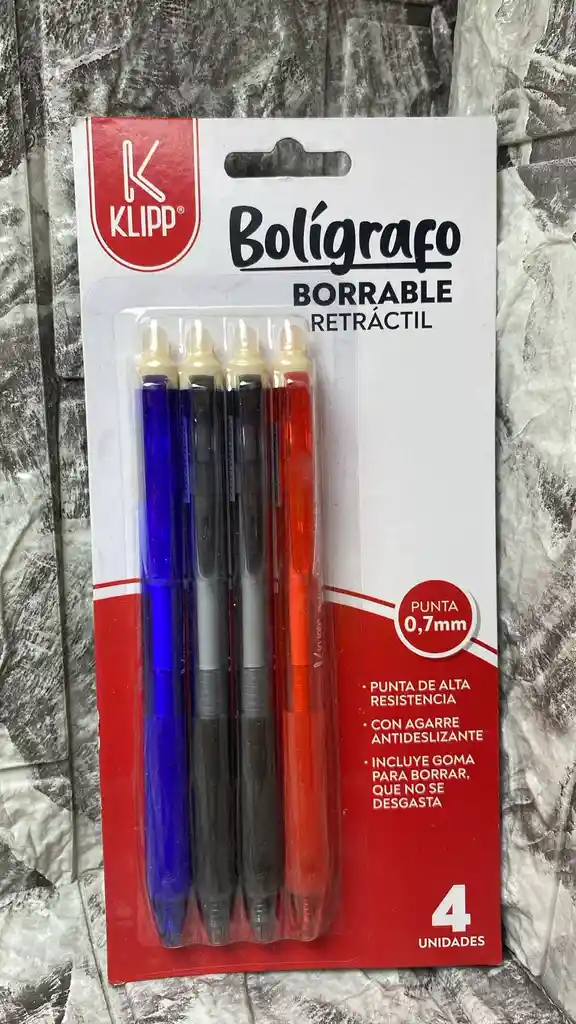 KLIPP®
Bolígrafo
BORRABLE
RETRÁCTIL
PUNTA
0,7mm
• PUNTA DE ALTA
RESISTENCIA
• CON AGARRE
ANTIDESLIZANTE
• INCLUYE GOMA
PARA BORRAR,
QUE NO SE
DESGASTA
4
UNIDADES